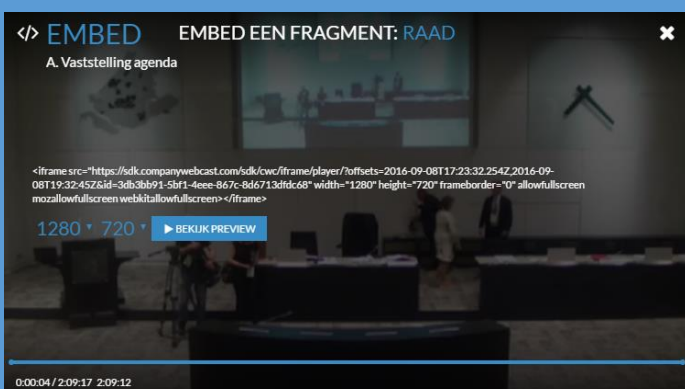 </> EMBED EMBED EEN FRAGMENT: RAAD ✖
A. Vaststelling agenda
<iframe src="https://sdk.companywebcast.com/sdk/cwc/iframe/player/?offsets=2016-09-08T17:23:32.254Z,2016-09-
08T19:32:45Z&id=3db3bb91-5bf1-4eee-867c-8d6713dfdc68" width="1280" height="720" frameborder="0" allowfullscreen
mozallowfullscreen webkitallowfullscreen></iframe>
1280 720 BEKIJK PREVIEW
0:00:04 / 2:09:17 2:09:12